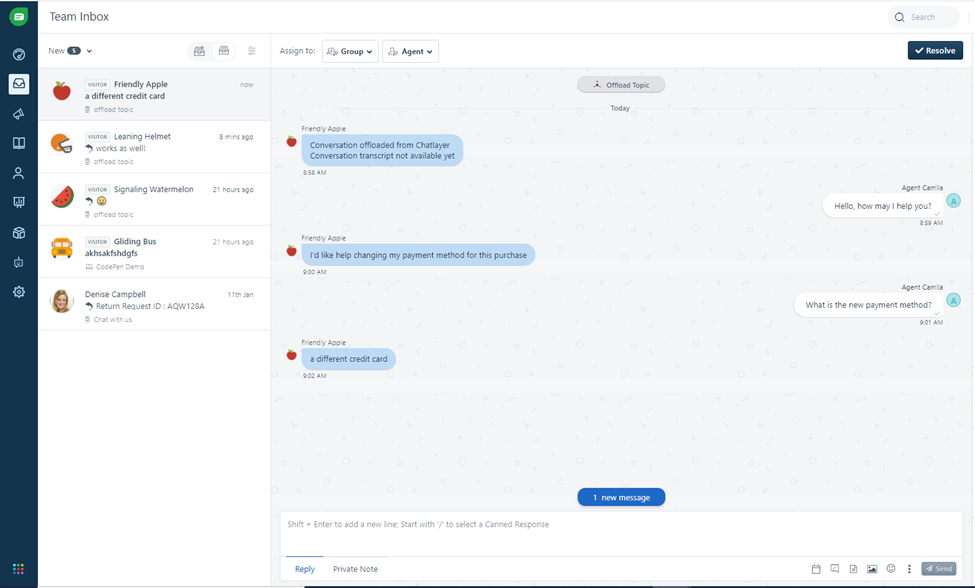 Team Inbox
Search
New 5
Assign to: Group Agent
Resolve
VISITOR Friendly Apple now
a different credit card
offload topic
VISITOR Leaning Helmet 8 mins ago
works as well!
offload topic
VISITOR Signaling Watermelon 21 hours ago
offload topic
VISITOR Gliding Bus 21 hours ago
akhsakfshdgfs
CodePen Demo
Denise Campbell 11th Jan
Return Request ID : AQW128A
Chat with us
Offload Topic
Today
Friendly Apple
Conversation offloaded from Chatlayer
Conversation transcript not available yet
8:58 AM
Agent Camila
Hello, how may I help you?
A
8:59 AM
Friendly Apple
I'd like help changing my payment method for this purchase
9:00 AM
Agent Camila
What is the new payment method?
A
9:01 AM
Friendly Apple
a different credit card
9:02 AM
1 new message
Shift + Enter to add a new line; Start with '/' to select a Canned Response
Reply Private Note
Send